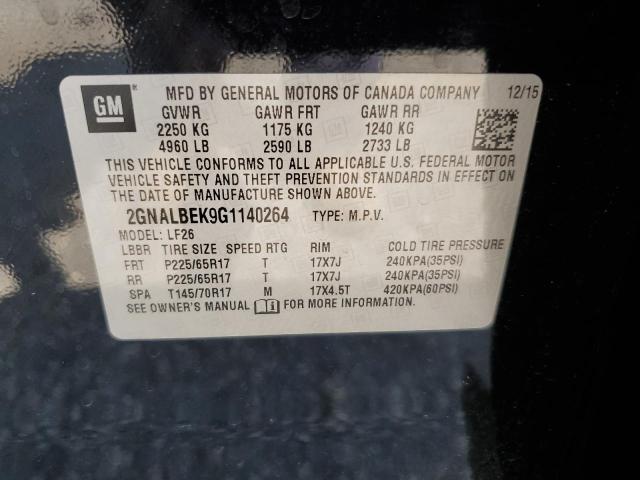 GM ® MFD BY GENERAL MOTORS OF CANADA COMPANY 12/15
GVWR GAWR FRT GAWR RR
2250 KG 1175 KG 1240 KG
4960 LB 2590 LB 2733 LB
THIS VEHICLE CONFORMS TO ALL APPLICABLE U.S. FEDERAL MOTOR
VEHICLE SAFETY AND THEFT PREVENTION STANDARDS IN EFFECT ON
THE DATE OF MANUFACTURE SHOWN ABOVE.
2GNALBEK9G1140264 TYPE: M.P.V.
MODEL: LF26
LBBR TIRE SIZE SPEED RTG RIM COLD TIRE PRESSURE
FRT P225/65R17 T 17X7J 240KPA(35PSI)
RR P225/65R17 T 17X7J 240KPA(35PSI)
SPA T145/70R17 M 17X4.5T 420KPA(60PSI)
SEE OWNER'S MANUAL FOR MORE INFORMATION.